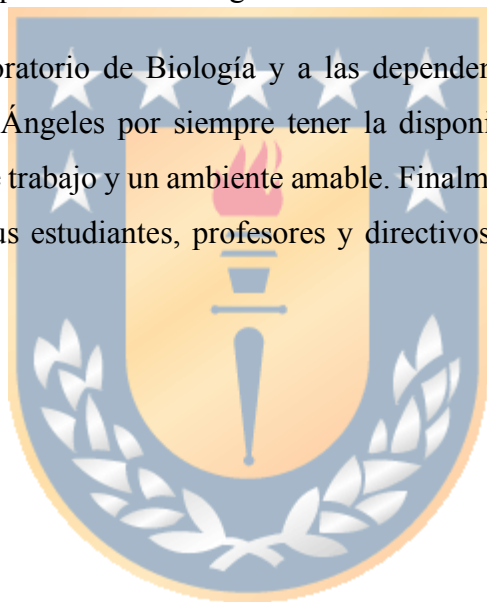 oratorio de Biología y a las dependen
Ángeles por siempre tener la disponi
trabajo y un ambiente amable. Finalm
us estudiantes, profesores y directivos